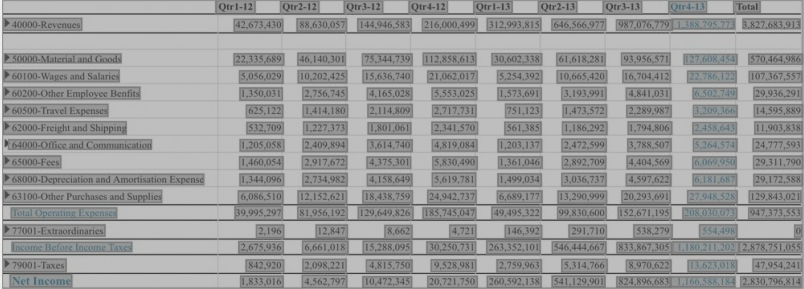 Qtr1-12 Qtr2-12 Qtr3-12 Qtr4-12 Qtr1-13 Qtr2-13 Qtr3-13 Qtr4-13 Total
40000-Revenues 42,673,430 88,630,057 144,946,583 216,000,499 312,993,815 646,566,977 987,076,779 1,388,795,773 3,827,683,913
50000-Material and Goods 22,335,689 46,140,301 75,344,739 112,858,613 30,602,338 61,618,281 93,956,571 127,608,454 570,464,986
60100-Wages and Salaries 5,056,029 10,202,425 15,636,740 21,062,017 5,254,392 10,665,420 16,704,412 22,786,122 107,367,557
60200-Other Employee Benfits 1,350,031 2,756,745 4,165,028 5,553,025 1,573,691 3,193,991 4,841,031 6,502,749 29,936,291
60500-Travel Expenses 625,122 1,414,180 2,114,809 2,717,731 751,123 1,473,572 2,289,987 3,209,366 14,595,889
62000-Freight and Shipping 532,709 1,227,373 1,801,061 2,341,570 561,385 1,186,292 1,794,806 2,458,643 11,903,838
64000-Office and Communication 1,205,058 2,409,894 3,614,740 4,819,084 1,203,137 2,472,599 3,788,507 5,264,574 24,777,593
65000-Fees 1,460,054 2,917,672 4,375,301 5,830,490 1,361,046 2,892,709 4,404,569 6,069,950 29,311,790
68000-Depreciation and Amortisation Expense 1,344,096 2,734,982 4,158,649 5,619,781 1,499,034 3,036,737 4,597,622 6,181,687 29,172,588
63100-Other Purchases and Supplies 6,086,510 12,152,621 18,438,759 24,942,737 6,689,177 13,290,999 20,293,691 27,948,528 129,843,021
Total Operating Expenses 39,995,297 81,956,192 129,649,826 185,745,047 49,495,322 99,830,600 152,671,195 208,030,073 947,373,553
77001-Extraordinaries 2,196 12,847 8,662 4,721 146,392 291,710 538,279 554,498 0
Income Before Income Taxes 2,675,936 6,661,018 15,288,095 30,250,731 263,352,101 546,444,667 833,867,305 1,180,211,202 2,878,751,055
79001-Taxes 842,920 2,098,221 4,815,750 9,528,981 2,759,963 5,314,766 8,970,622 13,623,018 47,954,241
Net Income 1,833,016 4,562,797 10,472,345 20,721,750 260,592,138 541,129,901 824,896,683 1,166,588,184 2,830,796,814